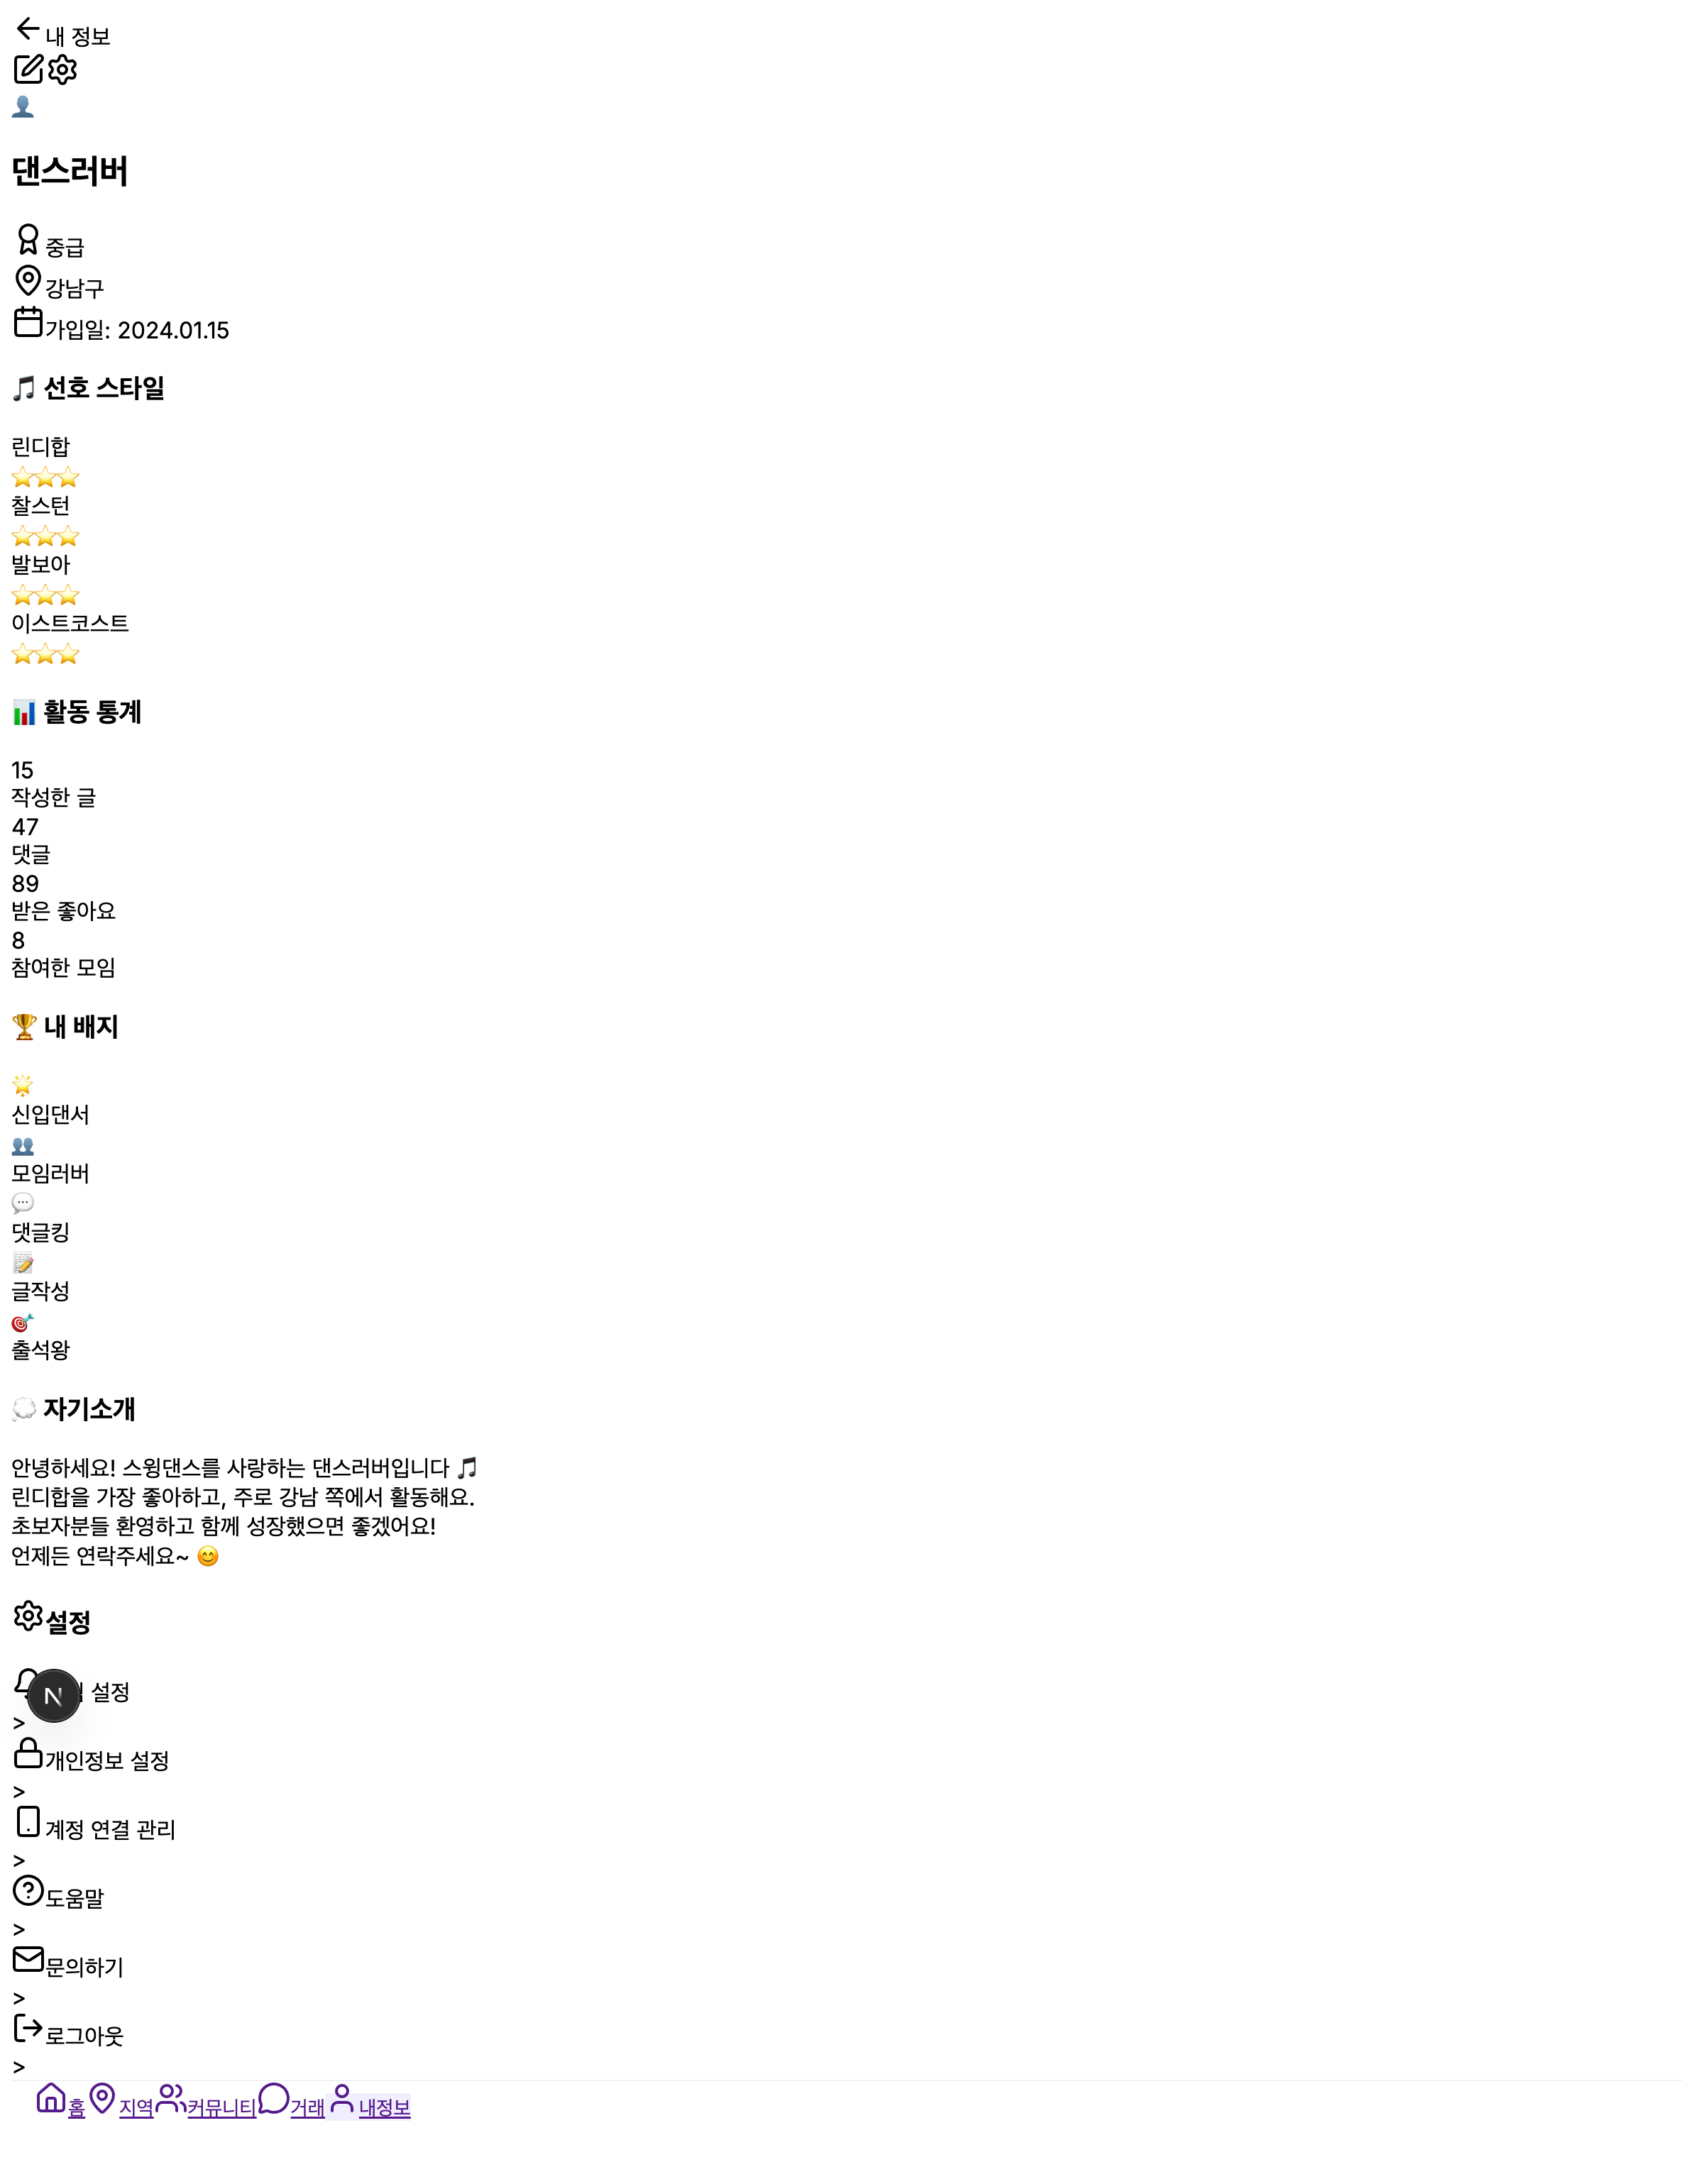 내 정보
댄스러버
중급
강남구
가입일: 2024.01.15
🎵 선호 스타일
린디합
⭐⭐⭐
찰스턴
⭐⭐⭐
발보아
⭐⭐⭐
이스트코스트
⭐⭐⭐
📊 활동 통계
15
작성한 글
47
댓글
89
받은 좋아요
8
참여한 모임
🏆 내 배지
신입댄서
모임러버
댓글킹
글작성
출석왕
💭 자기소개
안녕하세요! 스윙댄스를 사랑하는 댄스러버입니다 🎵
린디합을 가장 좋아하고, 주로 강남 쪽에서 활동해요.
초보자분들 환영하고 함께 성장했으면 좋겠어요!
언제든 연락주세요~ 😊
설정
N
설정
>
개인정보 설정
>
계정 연결 관리
>
도움말
>
문의하기
>
로그아웃
>
홈 지역 커뮤니티 거래 내정보